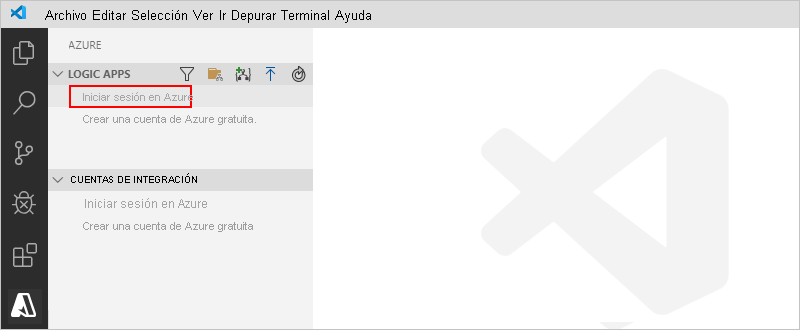 Archivo Editar Selección Ver Ir Depurar Terminal Ayuda
AZURE
LOGIC APPS
Iniciar sesión en Azure
Crear una cuenta de Azure gratuita.
CUENTAS DE INTEGRACIÓN
Iniciar sesión en Azure
Crear una cuenta de Azure gratuita